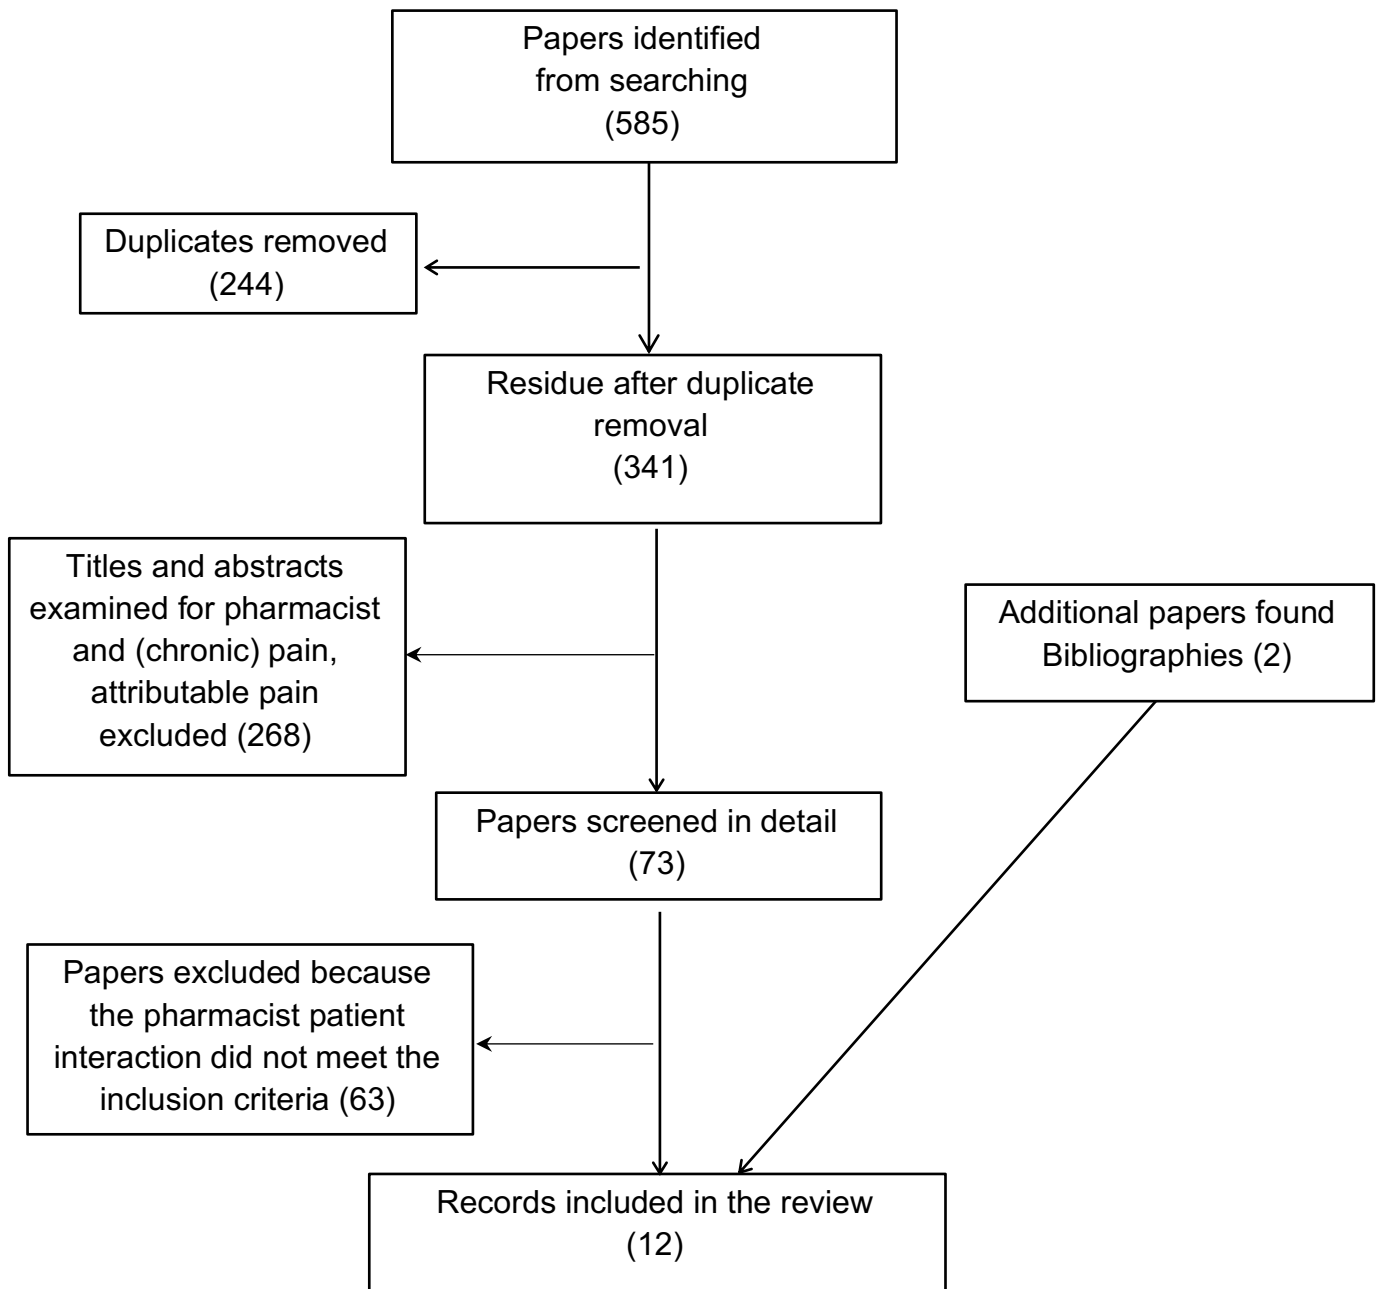 Papers identified
from searching
(585)
Duplicates removed
(244)
Residue after duplicate
removal
(341)
Titles and abstracts
examined for pharmacist
and (chronic) pain,
attributable pain
excluded (268)
Additional papers found
Bibliographies (2)
Papers screened in detail
(73)
Papers excluded because
the pharmacist patient
interaction did not meet the
inclusion criteria (63)
Records included in the review
(12)